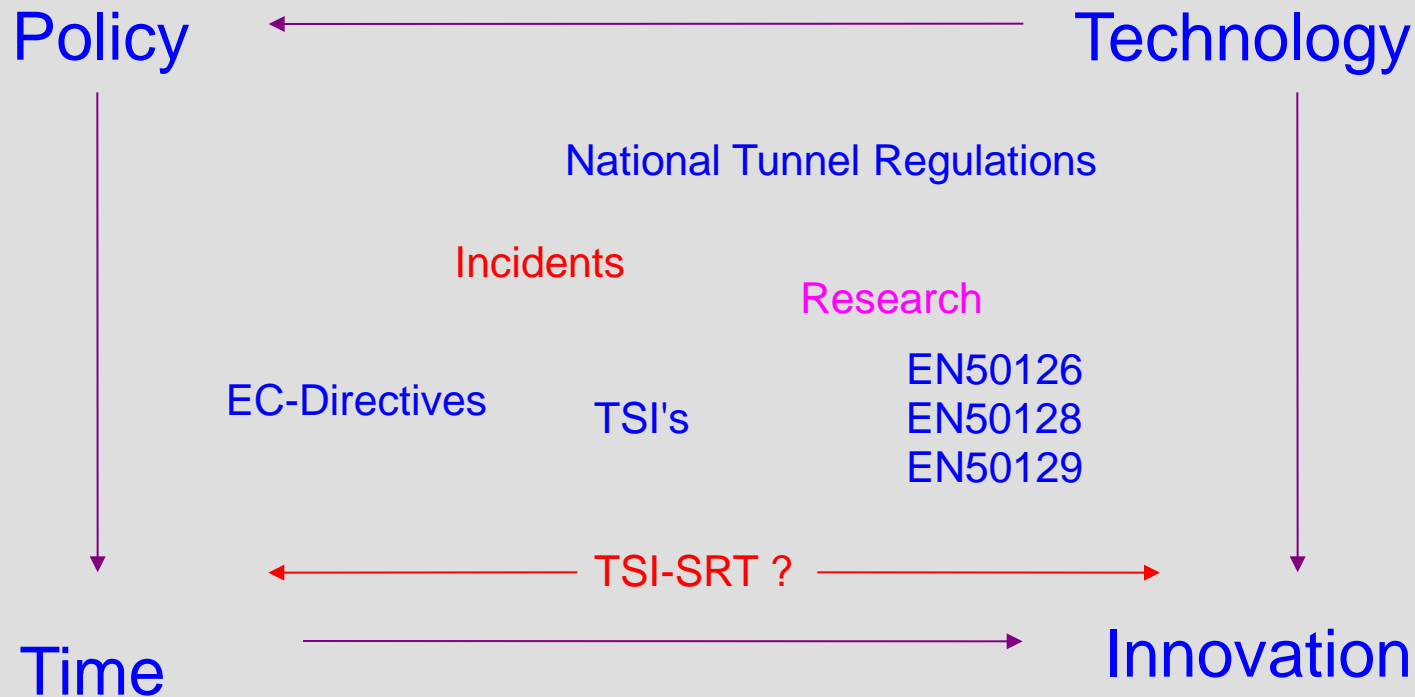 Policy
Technology
National Tunnel Regulations
Incidents
Research
EC-Directives
TSI's
EN50126
EN50128
EN50129
TSI-SRT ?
Time
Innovation